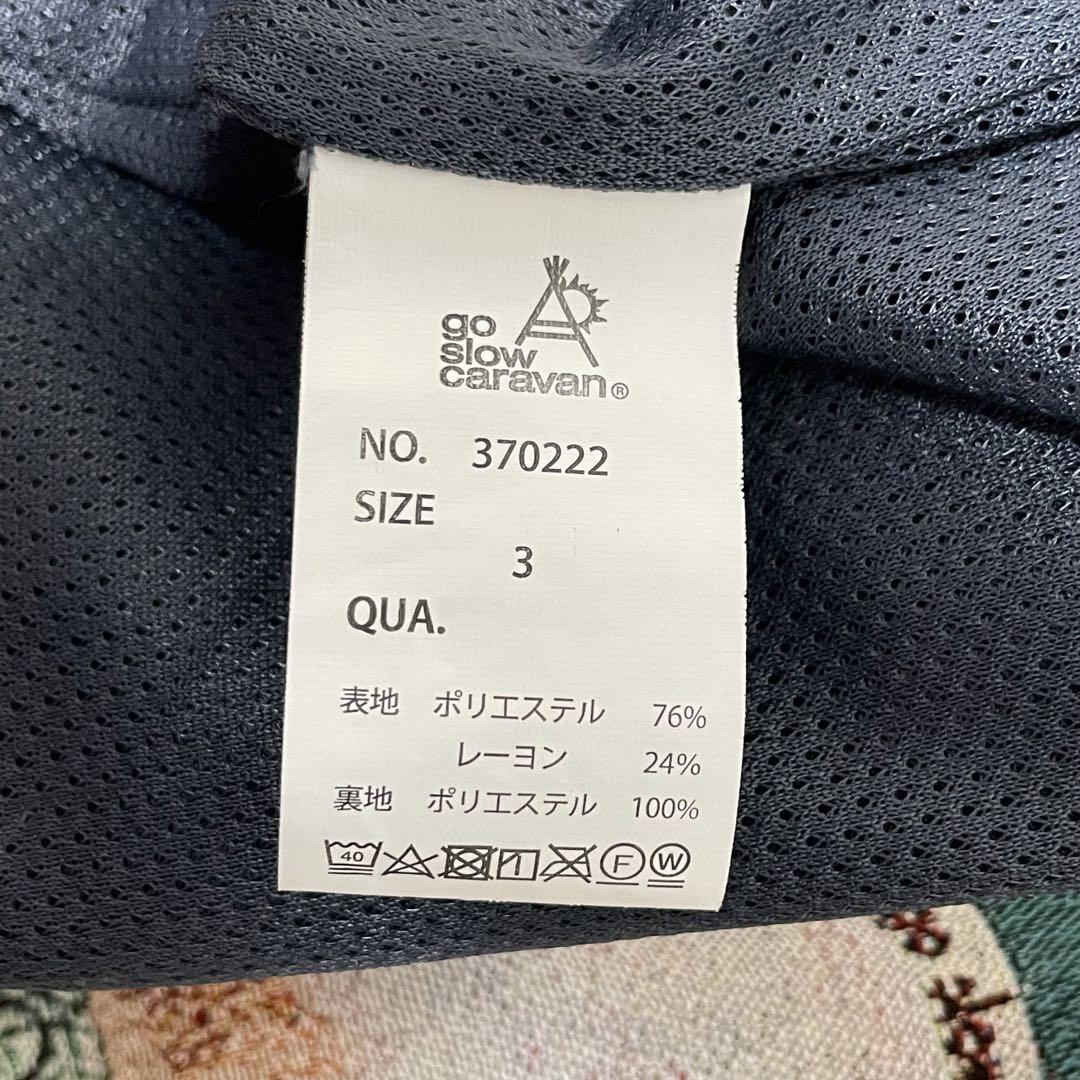 go
slow
caravan®
NO. 370222
SIZE
3
QUA.
表地 ポリエステル 76%
レーヨン 24%
裏地 ポリエステル 100%
40
F
W